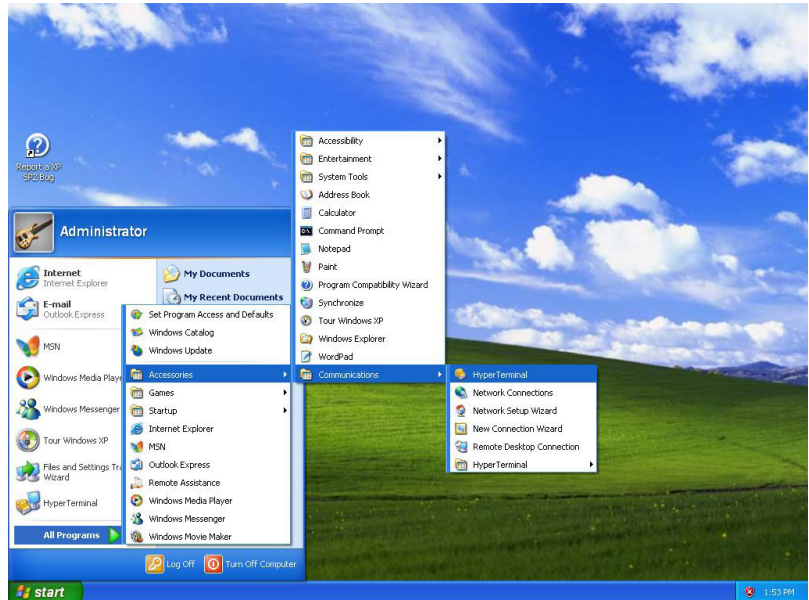 Report a XP
SP2 Bug
Administrator
Internet
Internet Explorer
E-mail
Outlook Express
MSN
Windows Media Playe
Windows Messenger
Tour Windows XP
Files and Settings Tra
Wizard
HyperTerminal
All Programs
My Documents
My Recent Documents
Set Program Access and Defaults
Windows Catalog
Windows Update
Accessories
Games
Startup
Internet Explorer
MSN
Outlook Express
Remote Assistance
Windows Media Player
Windows Messenger
Windows Movie Maker
Accessibility
Entertainment
System Tools
Address Book
Calculator
Command Prompt
Notepad
Paint
Program Compatibility Wizard
Synchronize
Tour Windows XP
Windows Explorer
WordPad
Communications
HyperTerminal
Network Connections
Network Setup Wizard
New Connection Wizard
Remote Desktop Connection
HyperTerminal
Log Off
Turn Off Computer
start
1:53 PM